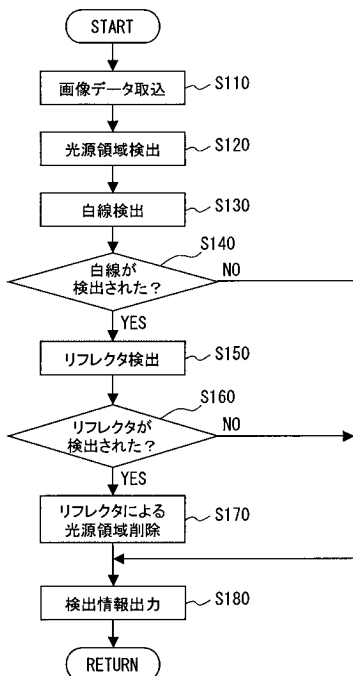 START
画像データ取込
S110
光源領域検出
S120
白線検出
S130
S140
白線が
検出された？
NO
YES
リフレクタ検出
S150
S160
リフレクタが
検出された？
NO
YES
リフレクタによる
光源領域削除
S170
検出情報出力
S180
RETURN